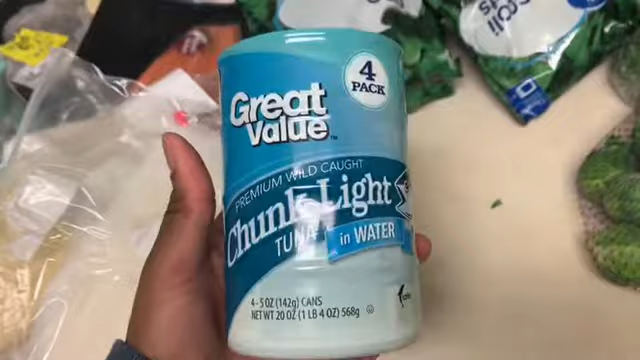 4
PACK
Great
Value
PREMIUM WILD CAUGHT
Chunk Light
TUNA
in WATER
4 - 5 OZ (142g) CANS
NET WT 20 OZ (1 LB 4 OZ) 568g